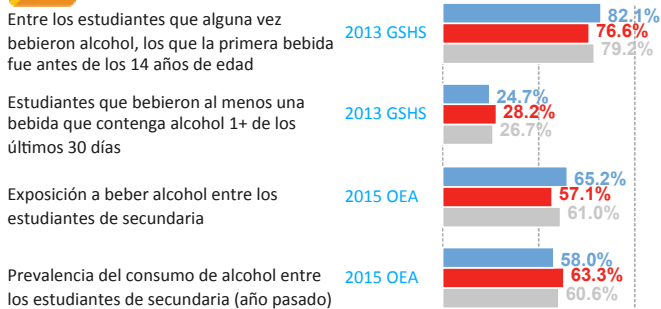 Entre los estudiantes que alguna vez
bebieron alcohol, los que la primera bebida
fue antes de los 14 años de edad
2013 GSHS
82.1%
76.6%
79.2%
Estudiantes que bebieron al menos una
bebida que contenga alcohol 1+ de los
últimos 30 días
2013 GSHS
24.7%
28.2%
26.7%
Exposición a beber alcohol entre los
estudiantes de secundaria
2015 OEA
65.2%
57.1%
61.0%
Prevalencia del consumo de alcohol entre
los estudiantes de secundaria (año pasado)
2015 OEA
58.0%
63.3%
60.6%